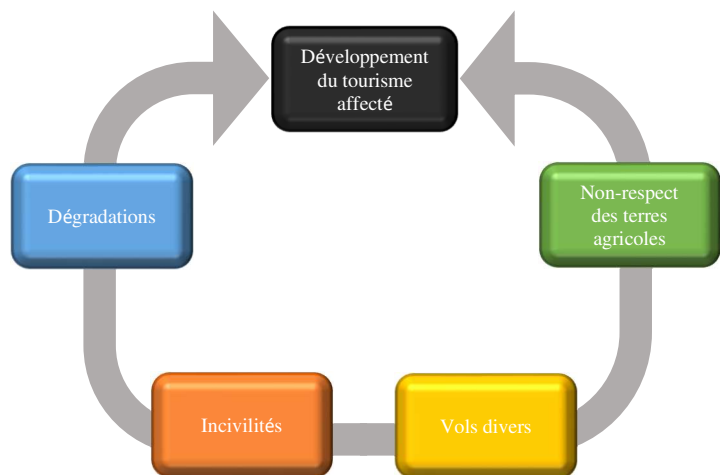 Développement
du tourisme
affecté
Dégradations
Non-respect
des terres
agricoles
Incivilités
Vols divers